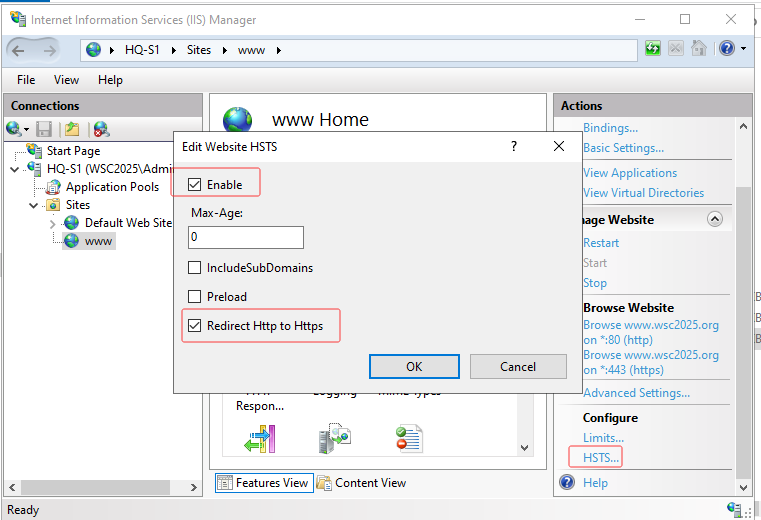 Internet Information Services (IIS) Manager
HQ-S1 Sites www
File View Help
Connections
Start Page
HQ-S1 (WSC2025\Admi
Application Pools
Sites
Default Web Site
www
www Home
Edit Website HSTS
?
Enable
Max-Age:
0
IncludeSubDomains
Preload
Redirect Http to Https
OK Cancel
Respon...
Logging
Features View Content View
Actions
Bindings...
Basic Settings...
View Applications
View Virtual Directories
nage Website
Restart
Start
Stop
Browse Website
Browse www.wsc2025.org
on *:80 (http)
Browse www.wsc2025.org
on *:443 (https)
Advanced Settings...
Configure
Limits...
HSTS...
Help
Ready